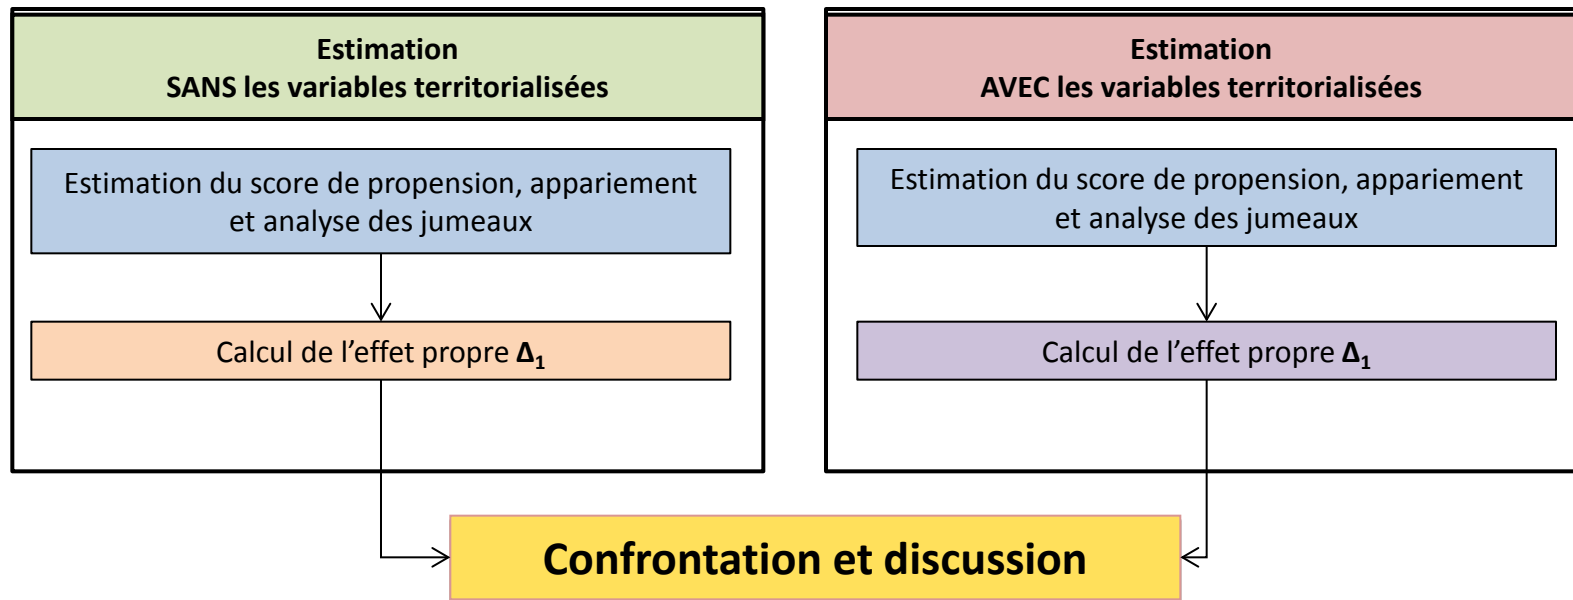 Estimation
SANS les variables territorialisées
Estimation du score de propension, appariement
et analyse des jumeaux
Calcul de l’effet propre Δ₁
Estimation
AVEC les variables territorialisées
Estimation du score de propension, appariement
et analyse des jumeaux
Calcul de l’effet propre Δ₁
Confrontation et discussion